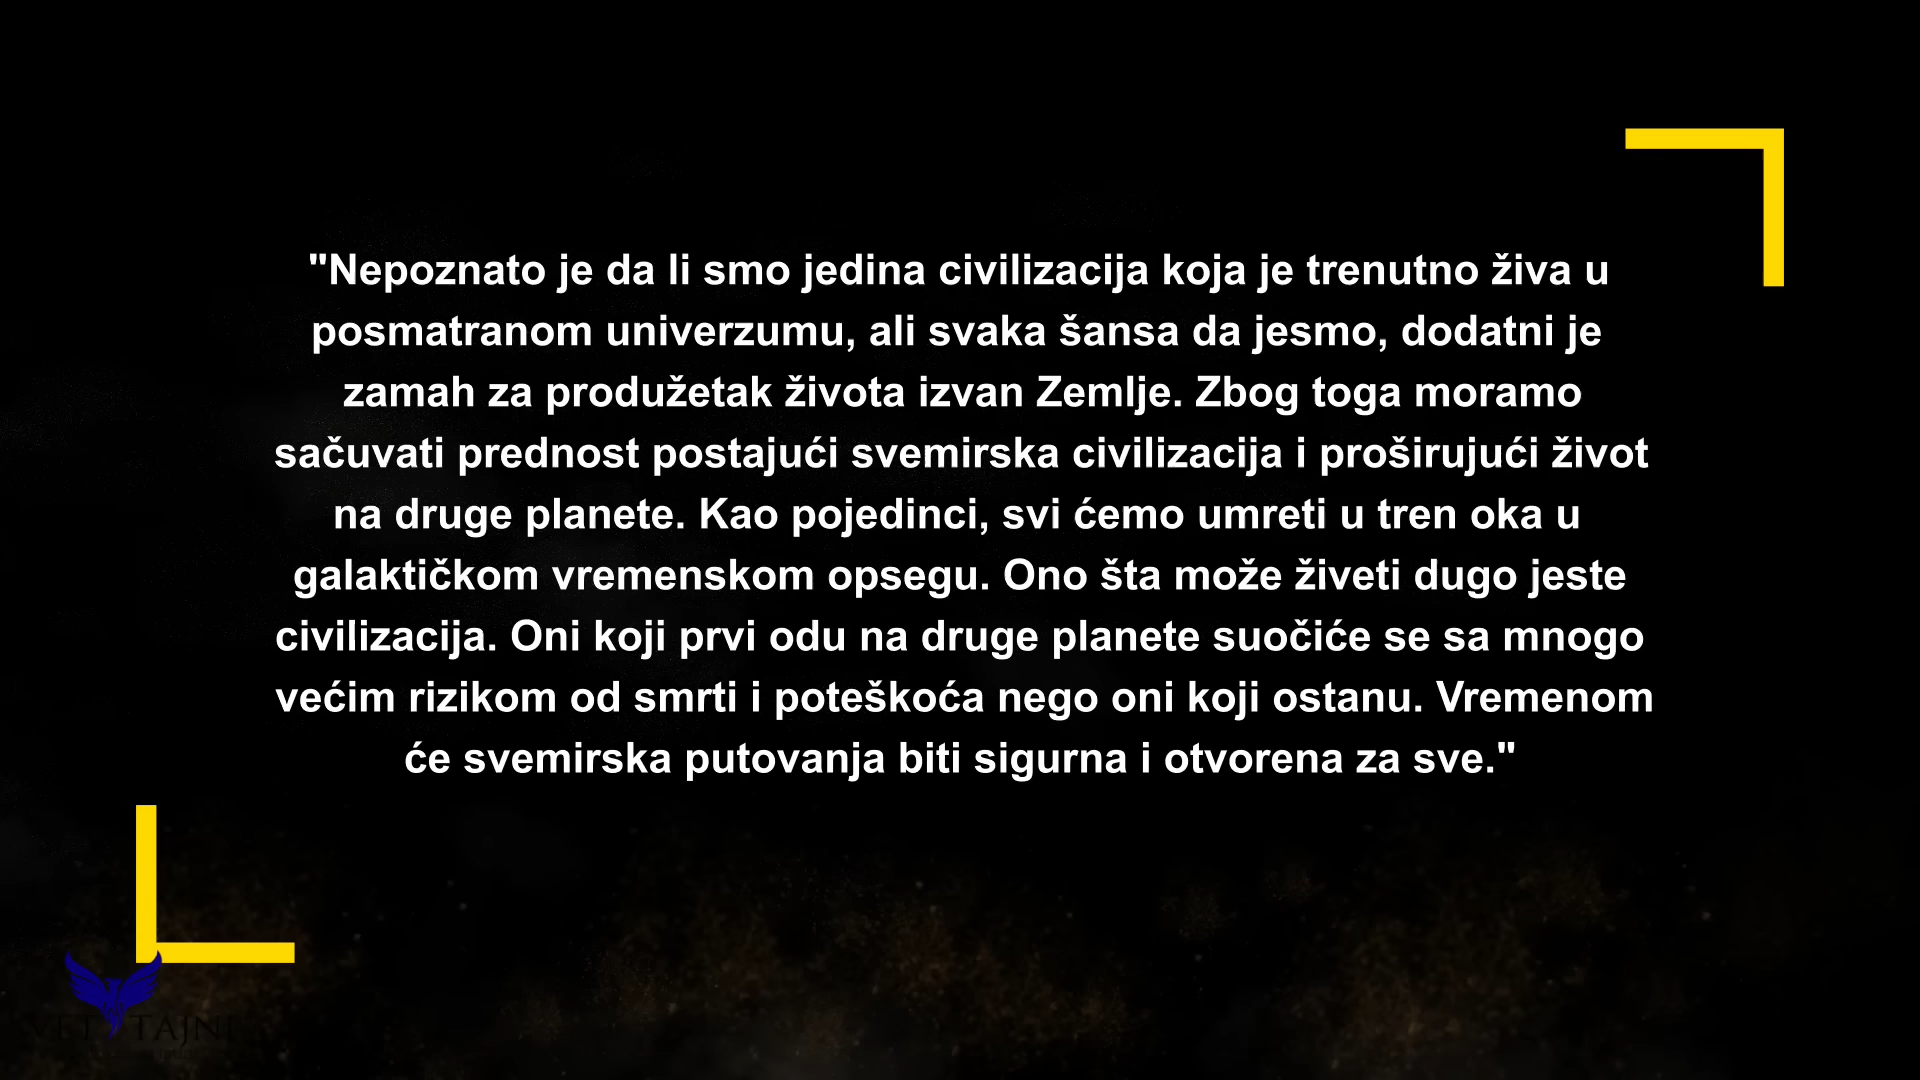 "Nepoznato je da li smo jedina civilizacija koja je trenutno živa u
posmatranom univerzumu, ali svaka šansa da jesmo, dodatni je
zamah za produžetak života izvan Zemlje. Zbog toga moramo
sačuvati prednost postajući svemirska civilizacija i proširujući život
na druge planete. Kao pojedinci, svi ćemo umreti u tren oka u
galaktičkom vremenskom opsegu. Ono šta može živeti dugo jeste
civilizacija. Oni koji prvi odu na druge planete suočiće se sa mnogo
većim rizikom od smrti i poteškoća nego oni koji ostanu. Vremenom
će svemirska putovanja biti sigurna i otvorena za sve."
TAJNI